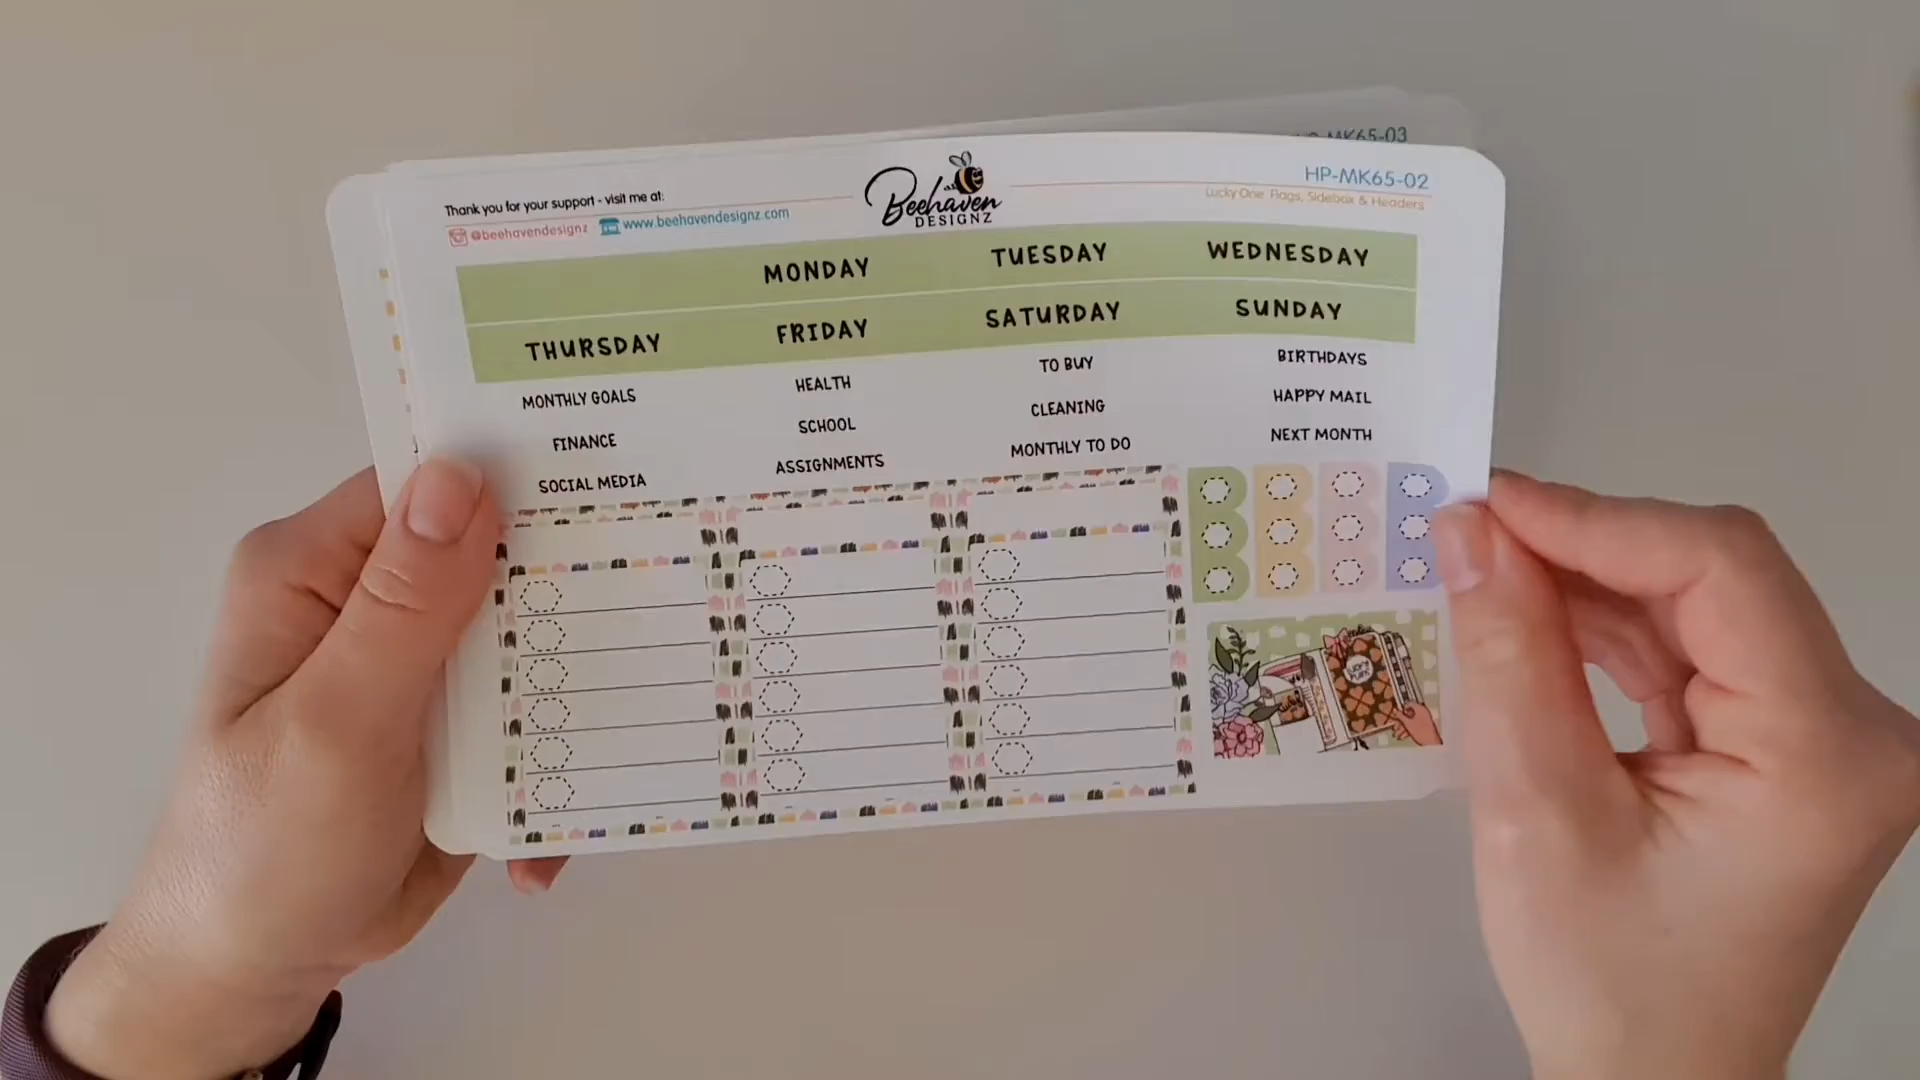 MK65-03
Thank you for your support - visit me at:
@beehavendesignz
www.beehavendesignz.com
Beehaven
DESIGNZ
HP-MK65-02
Lucky One: Flags, Sidebox & Headers
MONDAY TUESDAY WEDNESDAY
THURSDAY FRIDAY SATURDAY SUNDAY
MONTHLY GOALS HEALTH TO BUY BIRTHDAYS
FINANCE SCHOOL CLEANING HAPPY MAIL
SOCIAL MEDIA ASSIGNMENTS MONTHLY TO DO NEXT MONTH